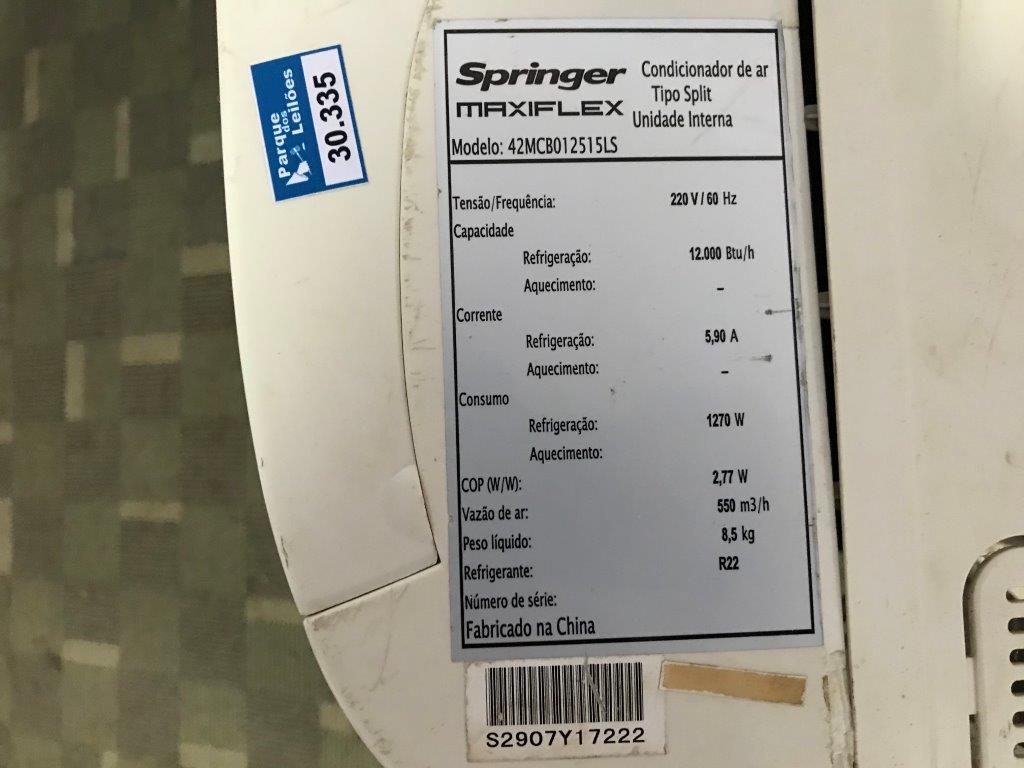 Parque
dos
Leilões
30.335
Springer
MAXIFLEX
Condicionador de ar
Tipo Split
Unidade Interna
Modelo: 42MCB012515LS
Tensão/Frequência: 220 V / 60 Hz
Capacidade
Refrigeração: 12.000 Btu/h
Aquecimento: –
Corrente
Refrigeração: 5,90 A
Aquecimento: –
Consumo
Refrigeração: 1270 W
Aquecimento:
COP (W/W): 2,77 W
Vazão de ar: 550 m3/h
Peso líquido: 8,5 kg
Refrigerante: R22
Número de série:
Fabricado na China
S2907Y17222